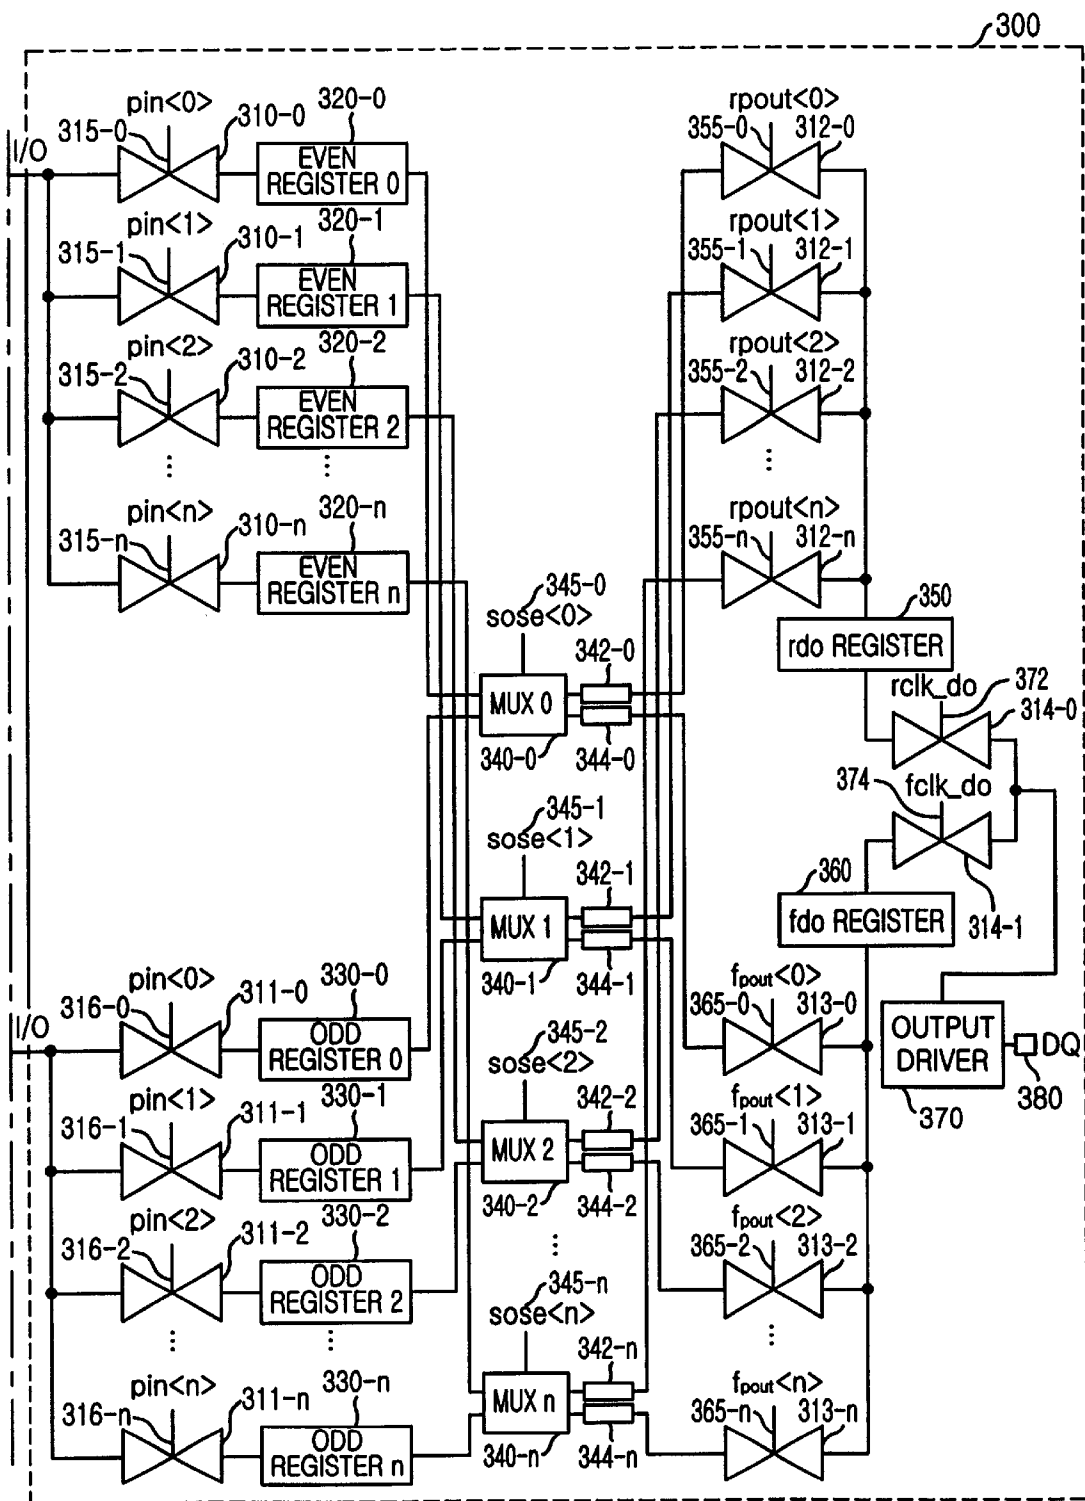 300
I/O
pin<0>
315-0
310-0
320-0
EVEN
REGISTER 0
pin<1>
315-1
310-1
320-1
EVEN
REGISTER 1
pin<2>
315-2
310-2
320-2
EVEN
REGISTER 2
...
...
pin<n>
315-n
310-n
320-n
EVEN
REGISTER n
rpout<0>
355-0
312-0
rpout<1>
355-1
312-1
rpout<2>
355-2
312-2
...
rpout<n>
355-n
312-n
350
rdo REGISTER
rclk_do
372
314-0
374
fclk_do
314-1
360
fdo REGISTER
345-0
sose<0>
MUX 0
340-0
342-0
344-0
345-1
sose<1>
MUX 1
340-1
342-1
344-1
345-2
sose<2>
MUX 2
340-2
342-2
344-2
...
345-n
sose<n>
MUX n
340-n
342-n
344-n
I/O
pin<0>
316-0
311-0
330-0
ODD
REGISTER 0
pin<1>
316-1
311-1
330-1
ODD
REGISTER 1
pin<2>
316-2
311-2
330-2
ODD
REGISTER 2
...
...
pin<n>
316-n
311-n
330-n
ODD
REGISTER n
fpout<0>
365-0
313-0
fpout<1>
365-1
313-1
fpout<2>
365-2
313-2
...
fpout<n>
365-n
313-n
OUTPUT
DRIVER
370
DQ
380